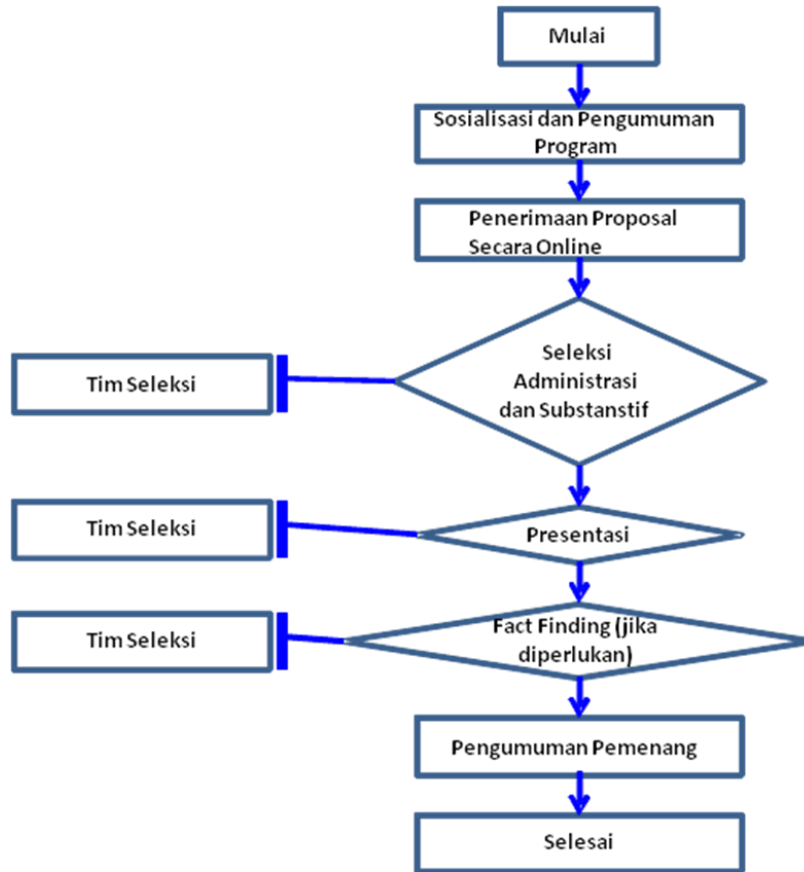 Mulai
Sosialisasi dan Pengumuman
Program
Penerimaan Proposal
Secara Online
Seleksi
Administrasi
dan Substanstif
Tim Seleksi
Presentasi
Tim Seleksi
Fact Finding (jika
diperlukan)
Tim Seleksi
Pengumuman Pemenang
Selesai